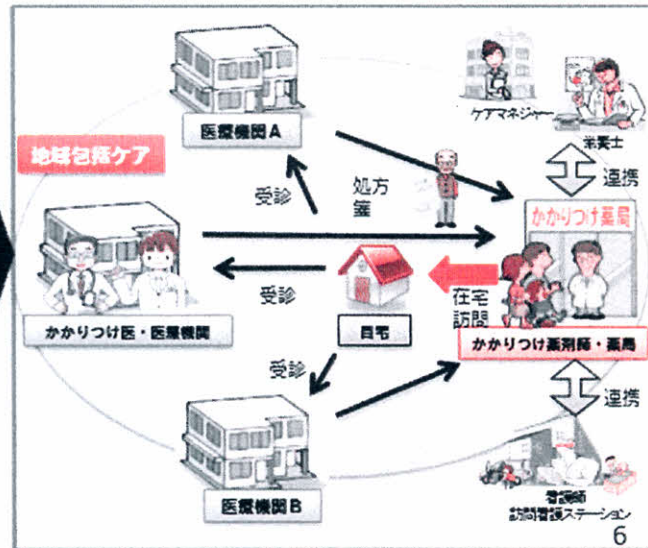 ケアマネジャー
栄養士
医療機関A
地域包括ケア
受診
処方
箋
連携
かかりつけ薬局
受診
在宅
訪問
かかりつけ医・医療機関
自宅
かかりつけ薬剤師・薬局
受診
連携
医療機関B
看護師
訪問看護ステーション
6